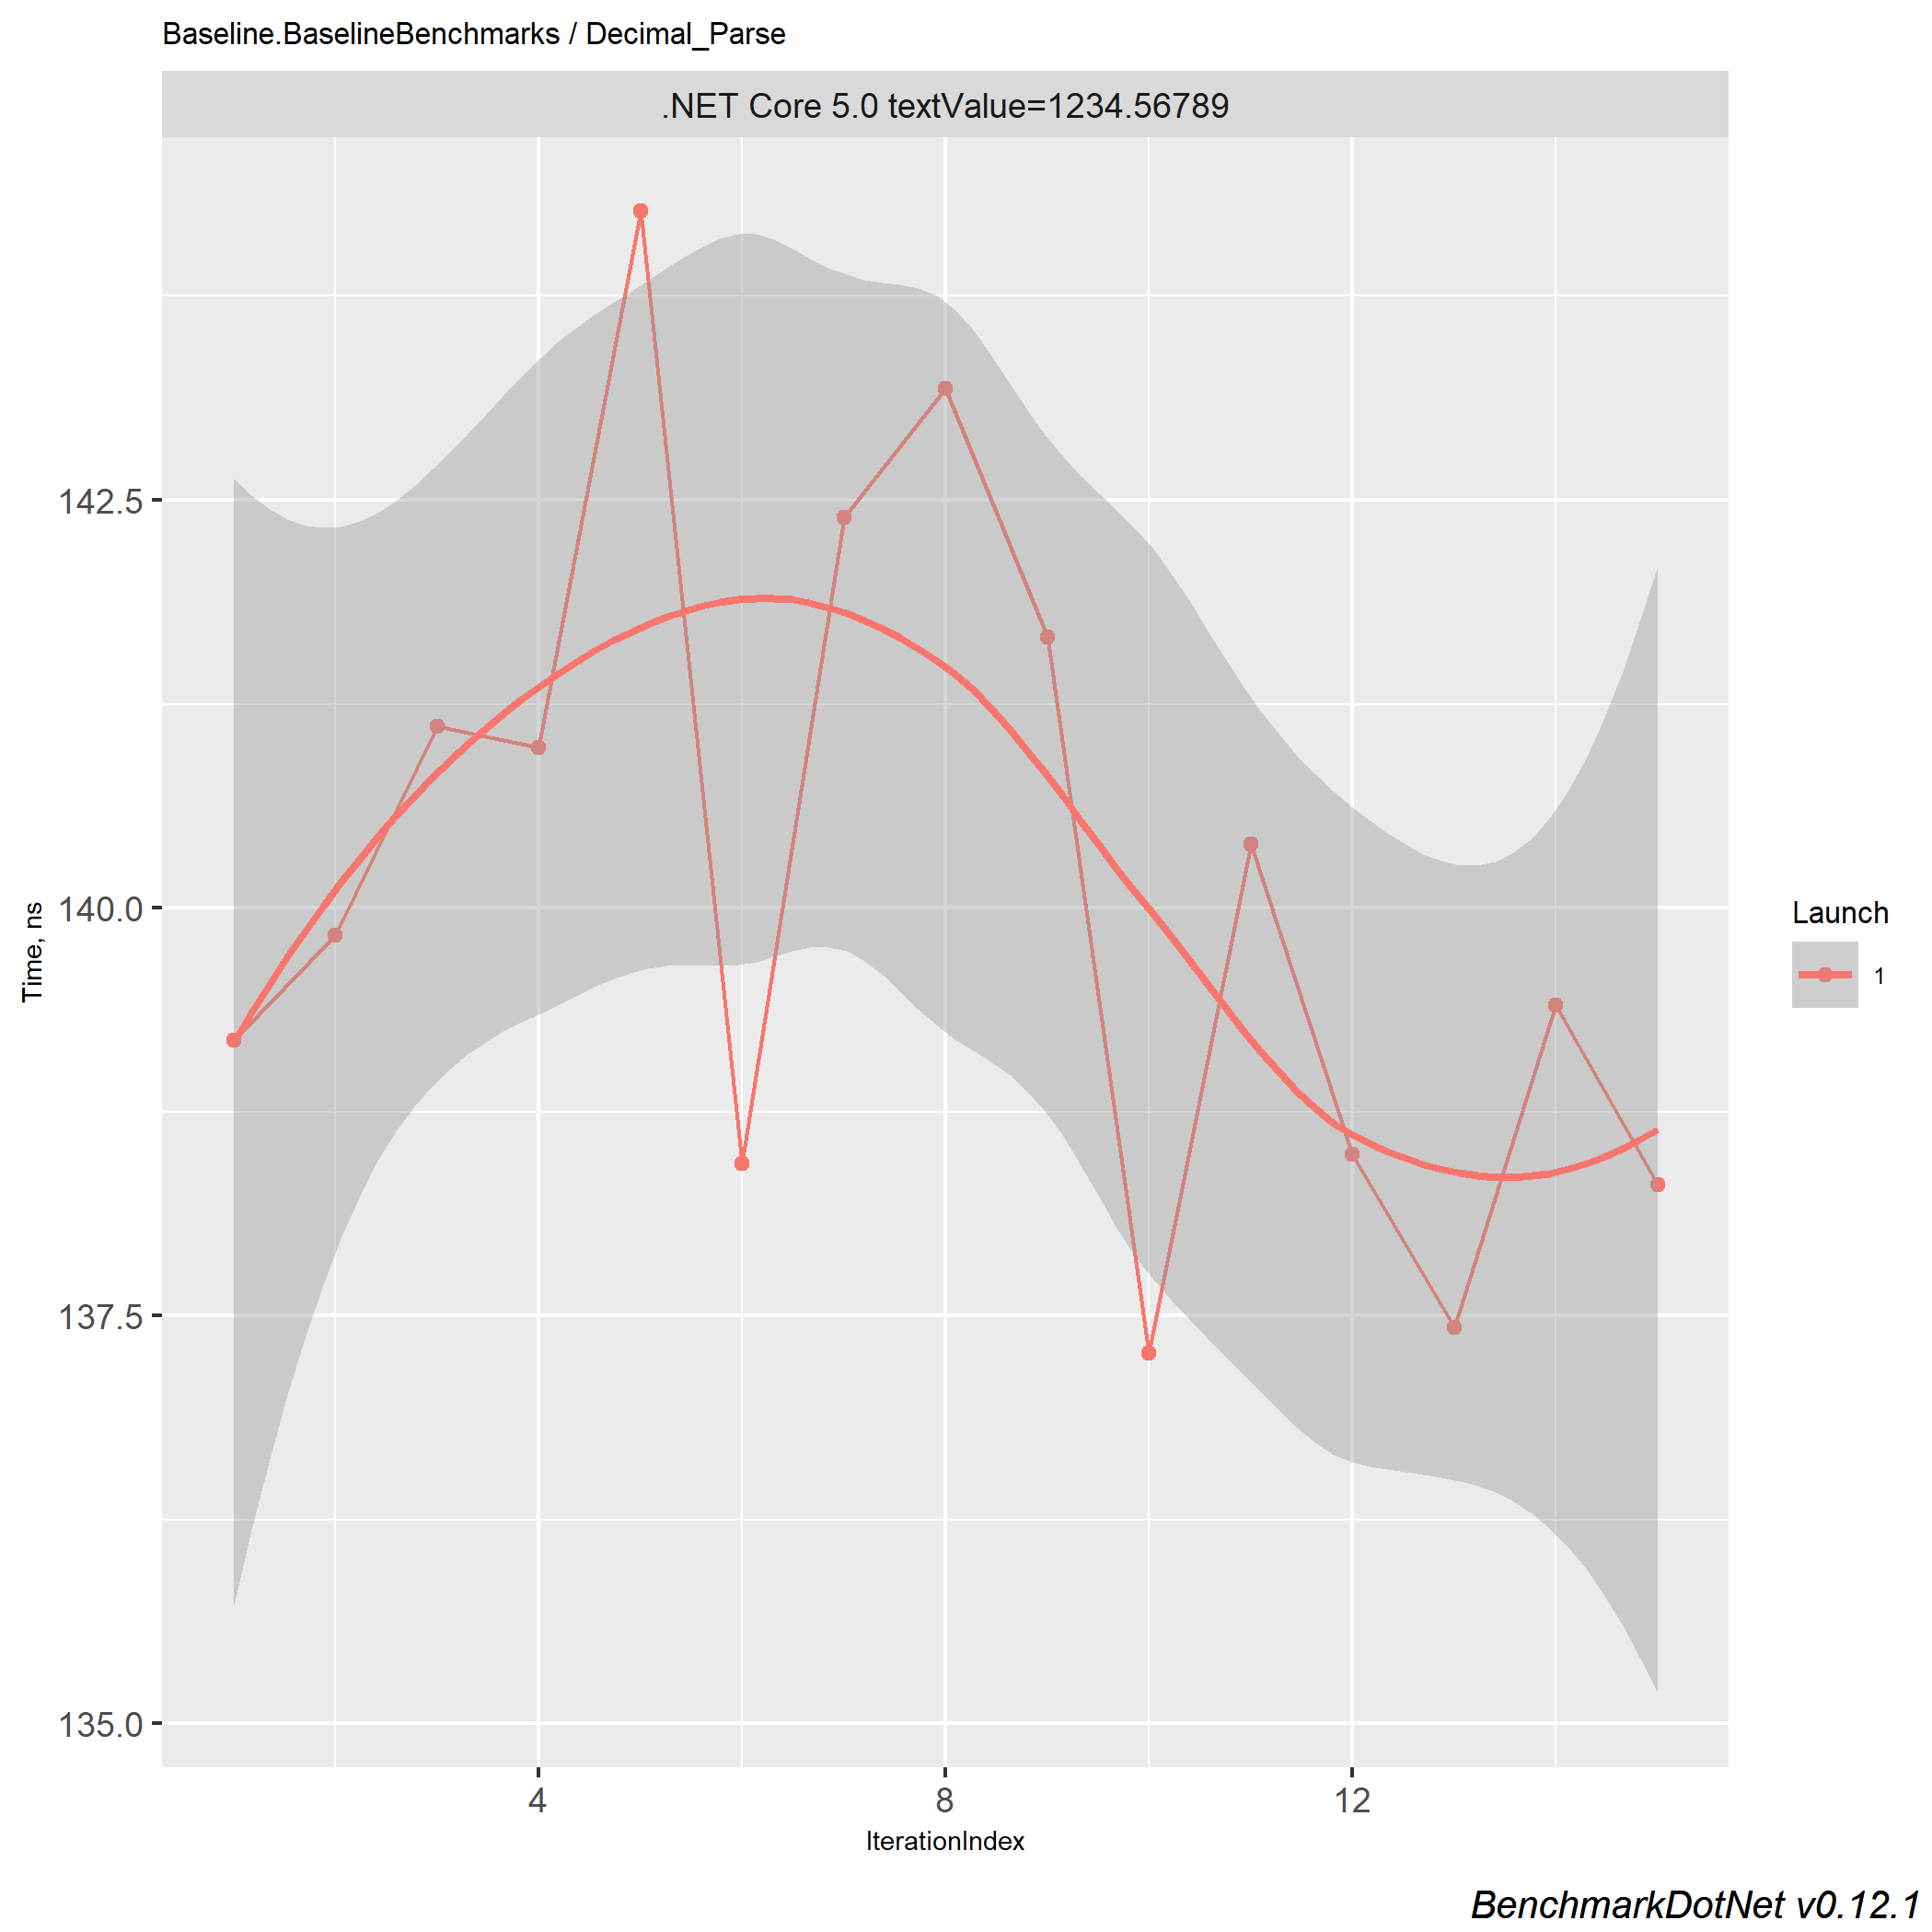 Baseline.BaselineBenchmarks / Decimal_Parse
.NET Core 5.0 textValue=1234.56789
142.5
140.0
137.5
135.0
Time, ns
4 8 12
IterationIndex
Launch
1
BenchmarkDotNet v0.12.1